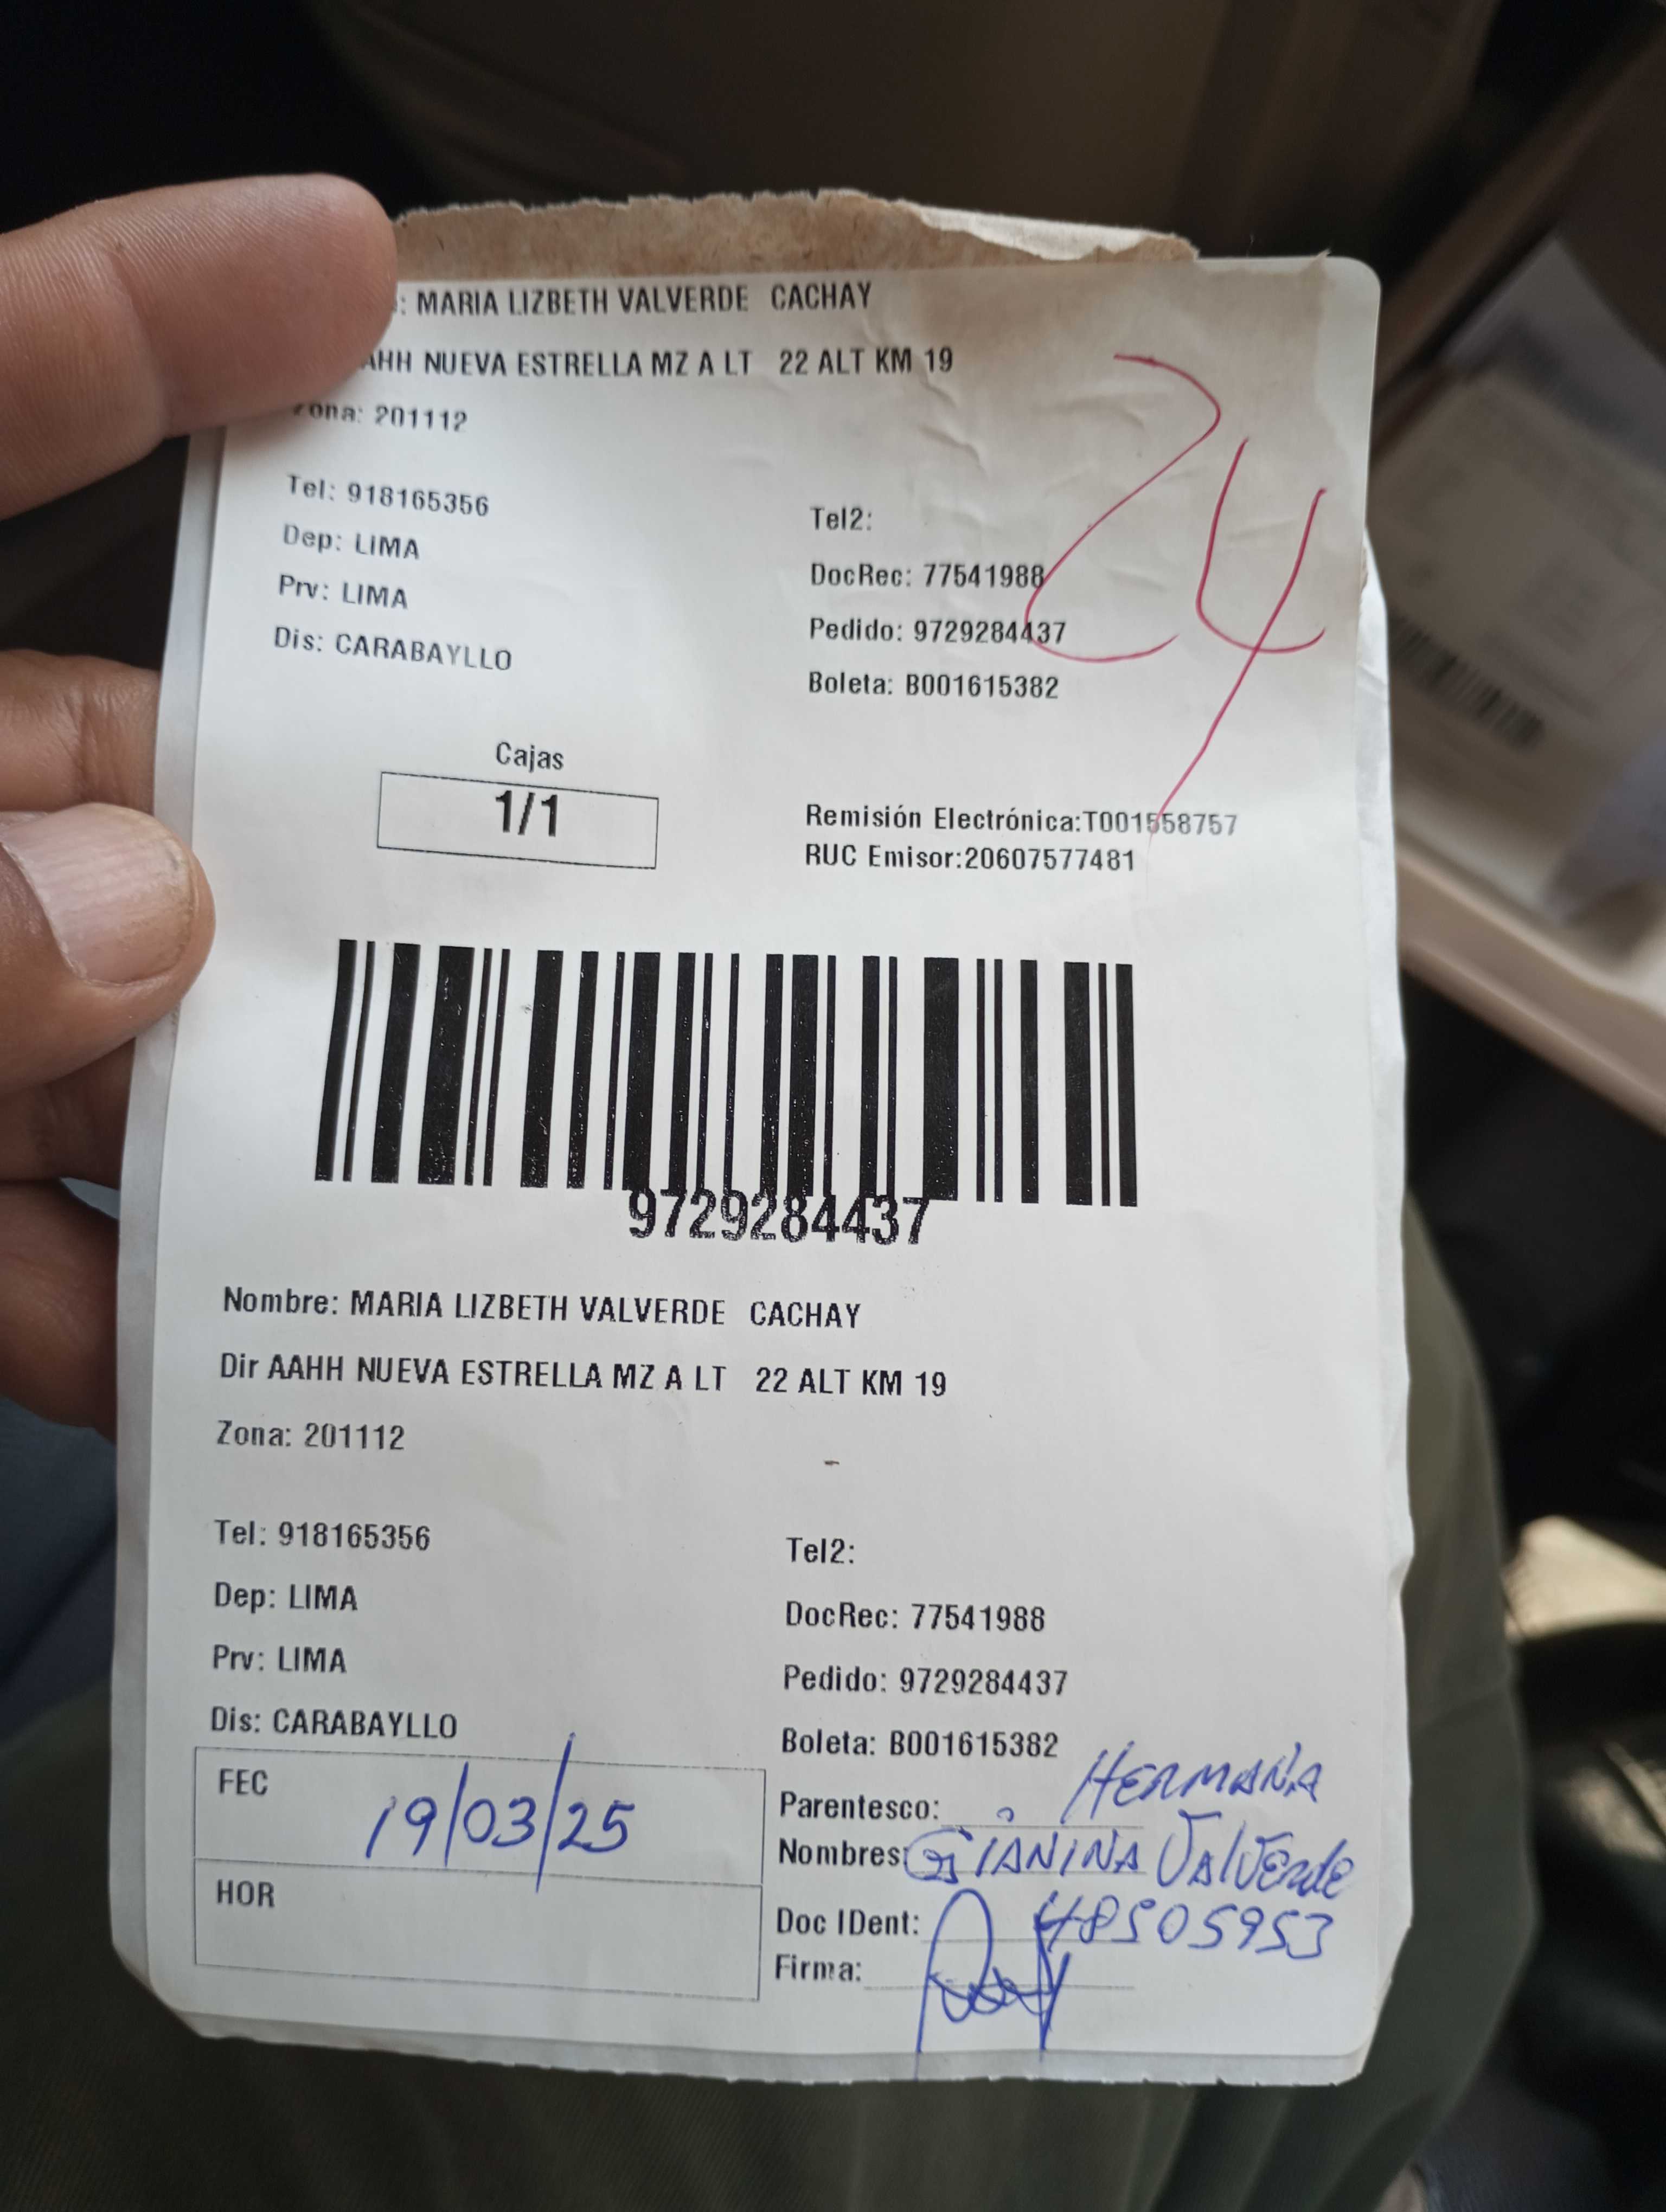 : MARIA LIZBETH VALVERDE CACHAY
AHH NUEVA ESTRELLA MZ A LT 22 ALT KM 19
Zona: 201112
24
Tel: 918165356
Tel2:
Dep: LIMA
DocRec: 77541988
Prv: LIMA
Pedido: 9729284437
Dis: CARABAYLLO
Boleta: B001615382
Cajas
1/1
Remisión Electrónica:T001558757
RUC Emisor:20607577481
9729284437
Nombre: MARIA LIZBETH VALVERDE CACHAY
Dir AAHH NUEVA ESTRELLA MZ A LT 22 ALT KM 19
Zona: 201112
Tel: 918165356
Tel2:
Dep: LIMA
DocRec: 77541988
Prv: LIMA
Pedido: 9729284437
Dis: CARABAYLLO
Boleta: B001615382
FEC 19/03/25
HOR
Parentesco: HERMANA
Nombres: GIANINA Valverde
Doc IDent: 48505953
Firma: